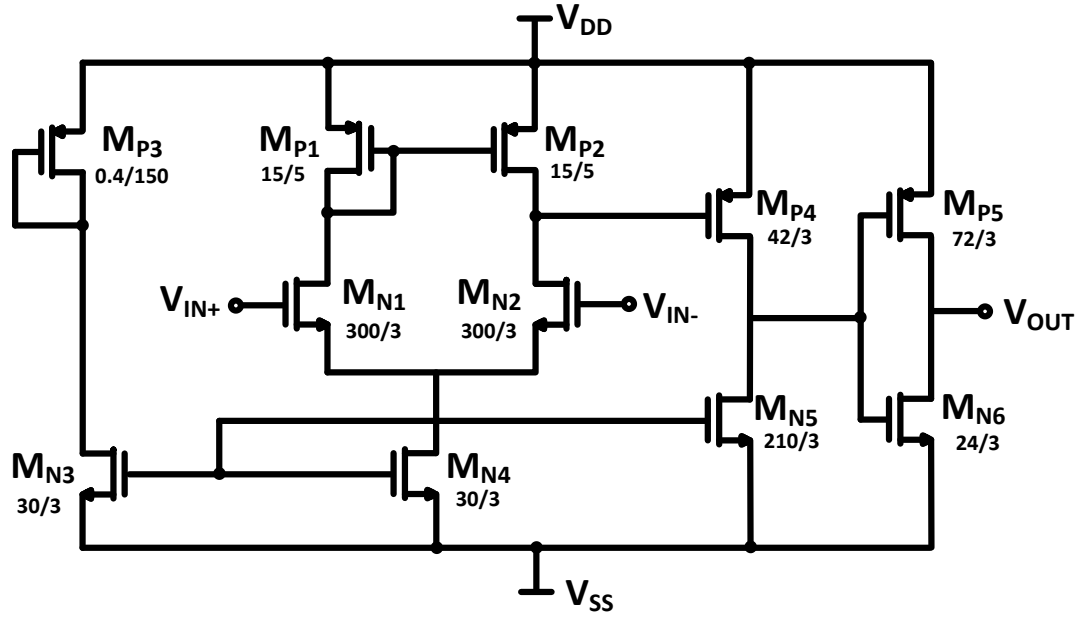 VDD
MP3
0.4/150
MP1
15/5
MP2
15/5
MP4
42/3
MP5
72/3
VIN+
MN1
300/3
MN2
300/3
VIN-
VOUT
MN3
30/3
MN4
30/3
MN5
210/3
MN6
24/3
VSS